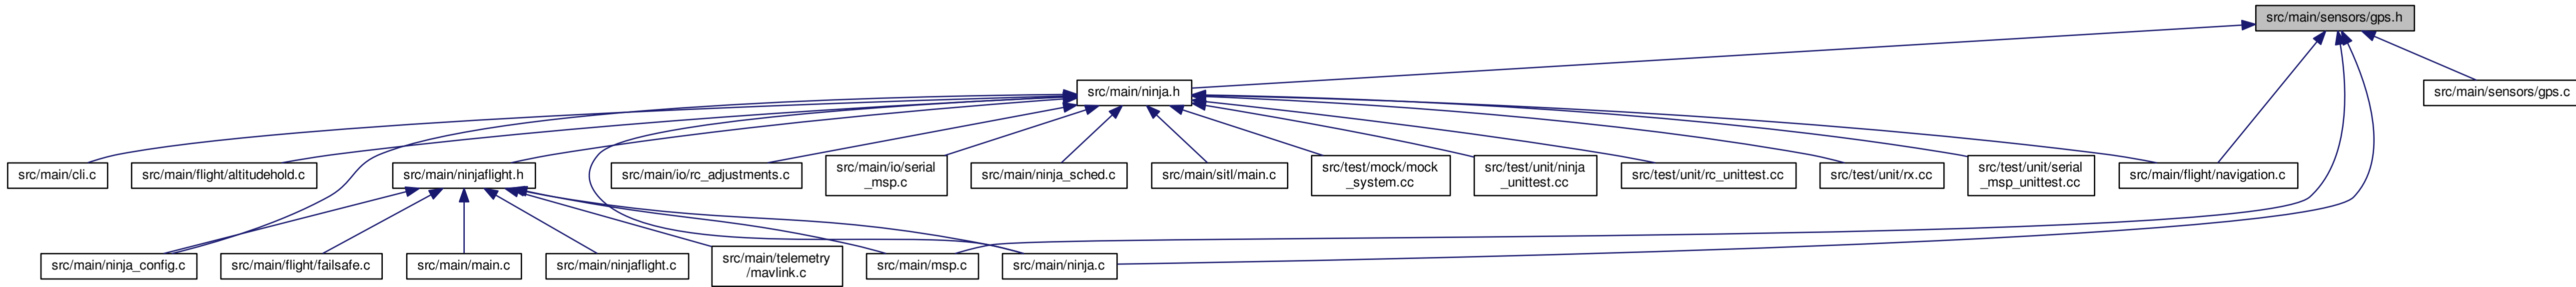 src/main/sensors/gps.h
src/main/ninja.h
src/main/sensors/gps.c
src/main/cli.c
src/main/flight/altitudehold.c
src/main/ninjaflight.h
src/main/io/rc_adjustments.c
src/main/io/serial
_msp.c
src/main/ninja_sched.c
src/main/sitl/main.c
src/test/mock/mock
_system.cc
src/test/unit/ninja
_unittest.cc
src/test/unit/rc_unittest.cc
src/test/unit/rx.cc
src/test/unit/serial
_msp_unittest.cc
src/main/flight/navigation.c
src/main/ninja_config.c
src/main/flight/failsafe.c
src/main/main.c
src/main/ninjaflight.c
src/main/telemetry
/mavlink.c
src/main/msp.c
src/main/ninja.c